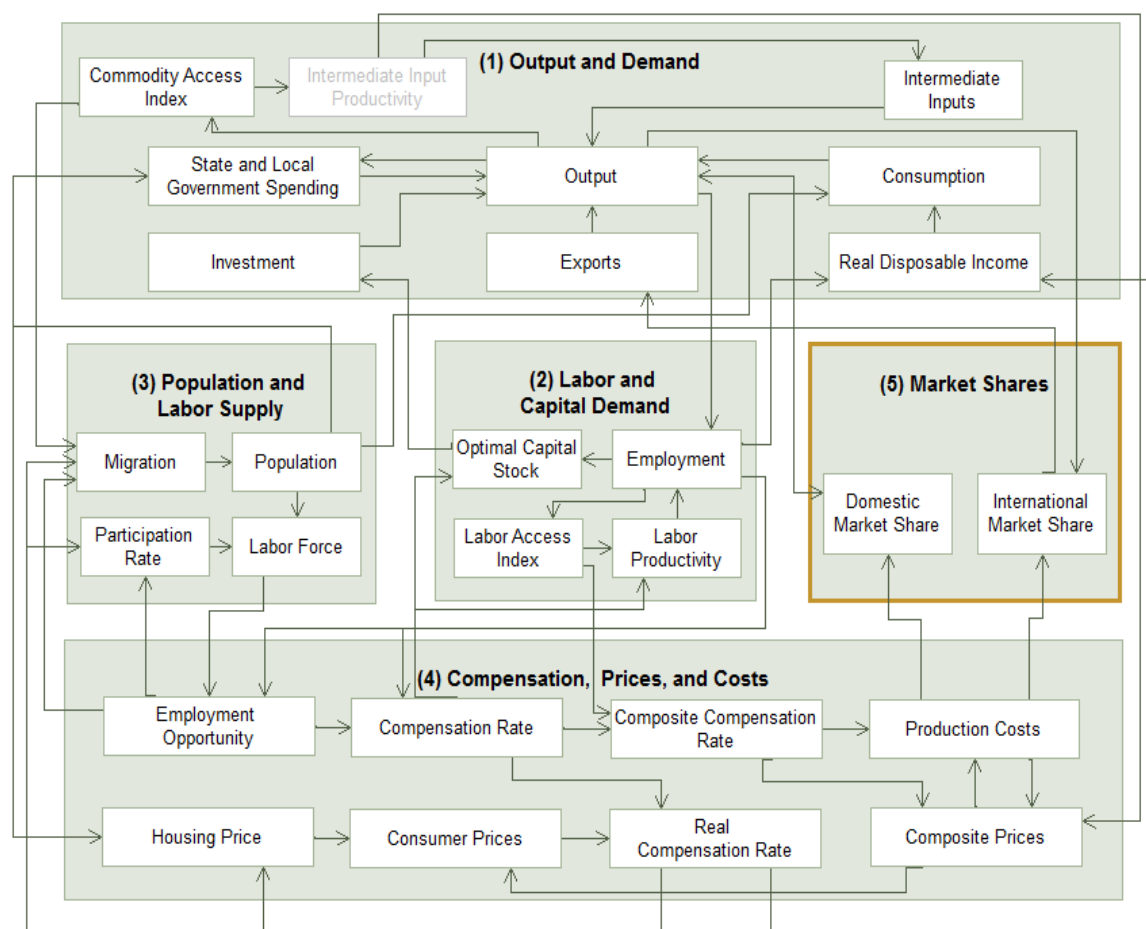 (1) Output and Demand
Commodity Access
Index
Intermediate Input
Productivity
Intermediate
Inputs
State and Local
Government Spending
Output
Consumption
Investment
Exports
Real Disposable Income
(3) Population and
Labor Supply
Migration
Population
Participation
Rate
Labor Force
(2) Labor and
Capital Demand
Optimal Capital
Stock
Employment
Labor Access
Index
Labor
Productivity
(5) Market Shares
Domestic
Market Share
International
Market Share
(4) Compensation, Prices, and Costs
Employment
Opportunity
Compensation Rate
Composite Compensation
Rate
Production Costs
Housing Price
Consumer Prices
Real
Compensation Rate
Composite Prices